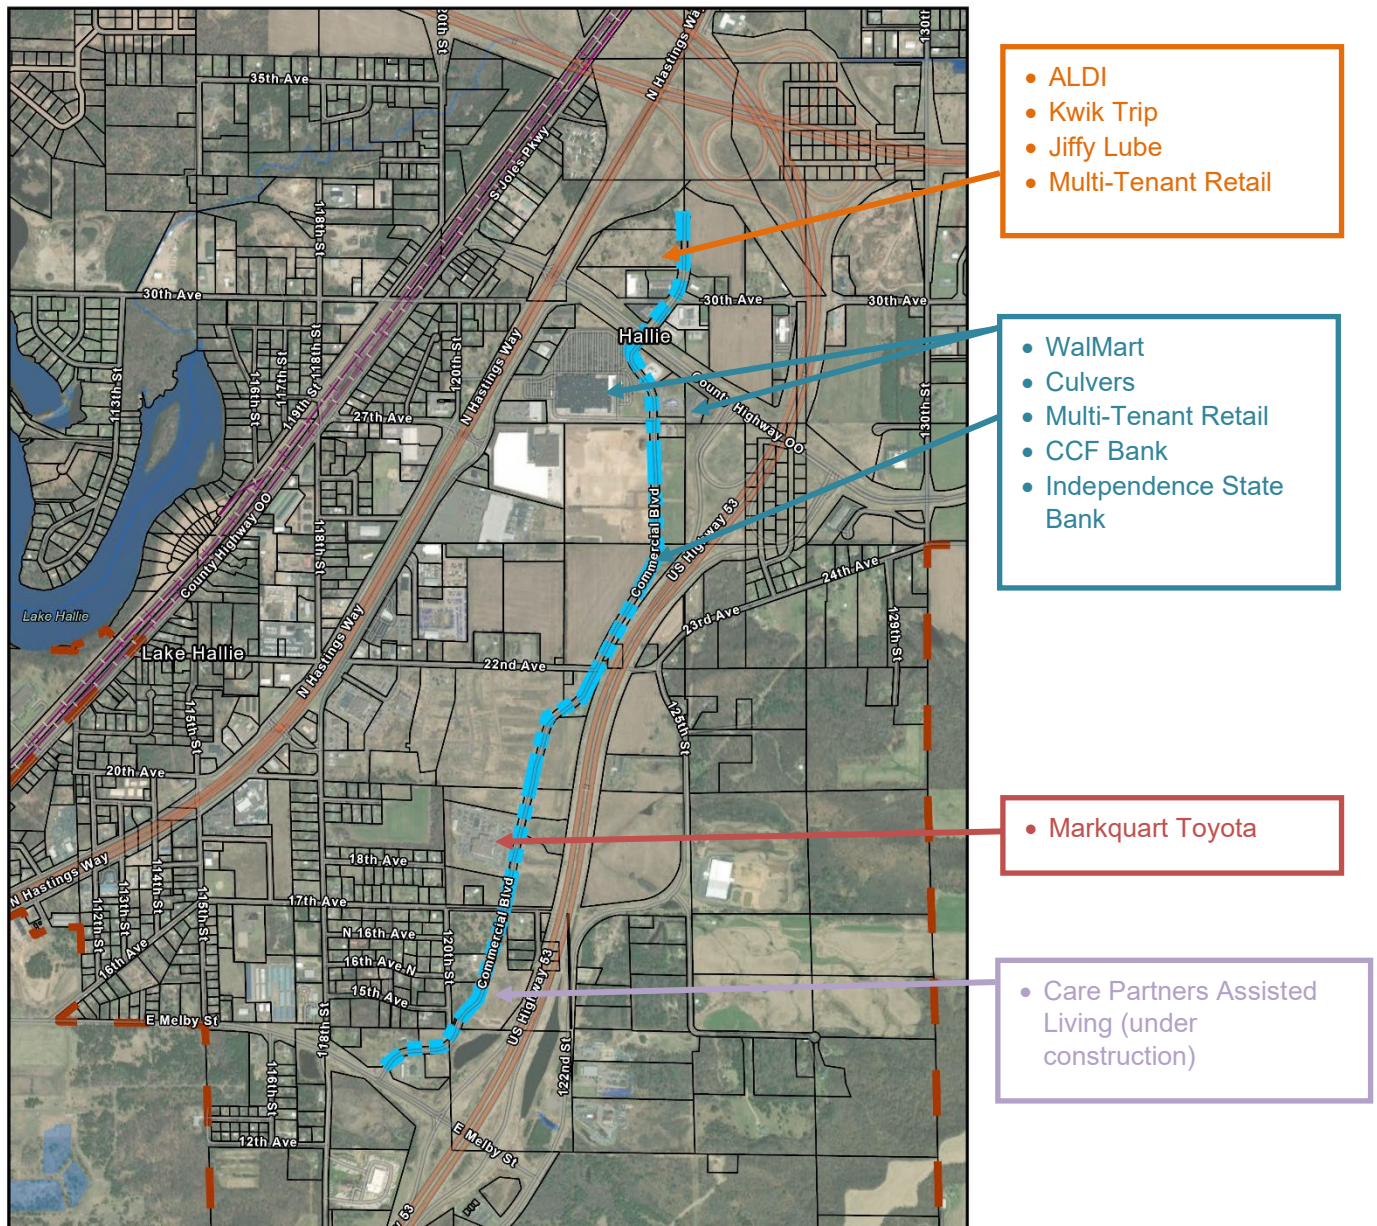 20th St
N Hastings Way
130th
35th Ave
S Joles Pkwy
118th St
30th Ave
30th Ave
30th Ave
Hallie
N Hastings Way
120th St
118th St
117th St
116th St
119th St
113th St
27th Ave
County Highway OO
130th St
Commercial Blvd
US Highway 53
County Highway OO
118th St
24th Ave
23rd Ave
129th St
Lake Hallie
Lake Hallie
N Hastings Way
22nd Ave
125th St
115th St
20th Ave
18th Ave
17th Ave
N Hastings Way
114th St
113th St
112th St
115th St
16th Ave
N 16th Ave
16th Ave N
15th Ave
120th St
Commercial Blvd
US Highway 53
E Melby St
118th St
116th St
122nd St
12th Ave
E Melby St
y 53
• ALDI
• Kwik Trip
• Jiffy Lube
• Multi-Tenant Retail
• WalMart
• Culvers
• Multi-Tenant Retail
• CCF Bank
• Independence State
Bank
• Markquart Toyota
• Care Partners Assisted
Living (under
construction)